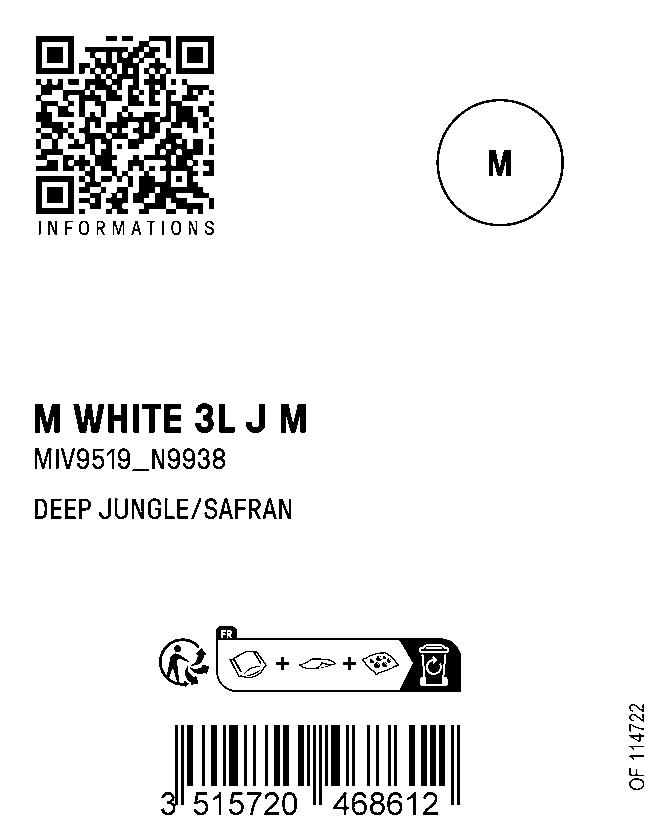 INFORMATIONS
M
M WHITE 3L J M
MIV9519_N9938
DEEP JUNGLE/SAFRAN
FR
+ +
3 515720 468612
OF 114722